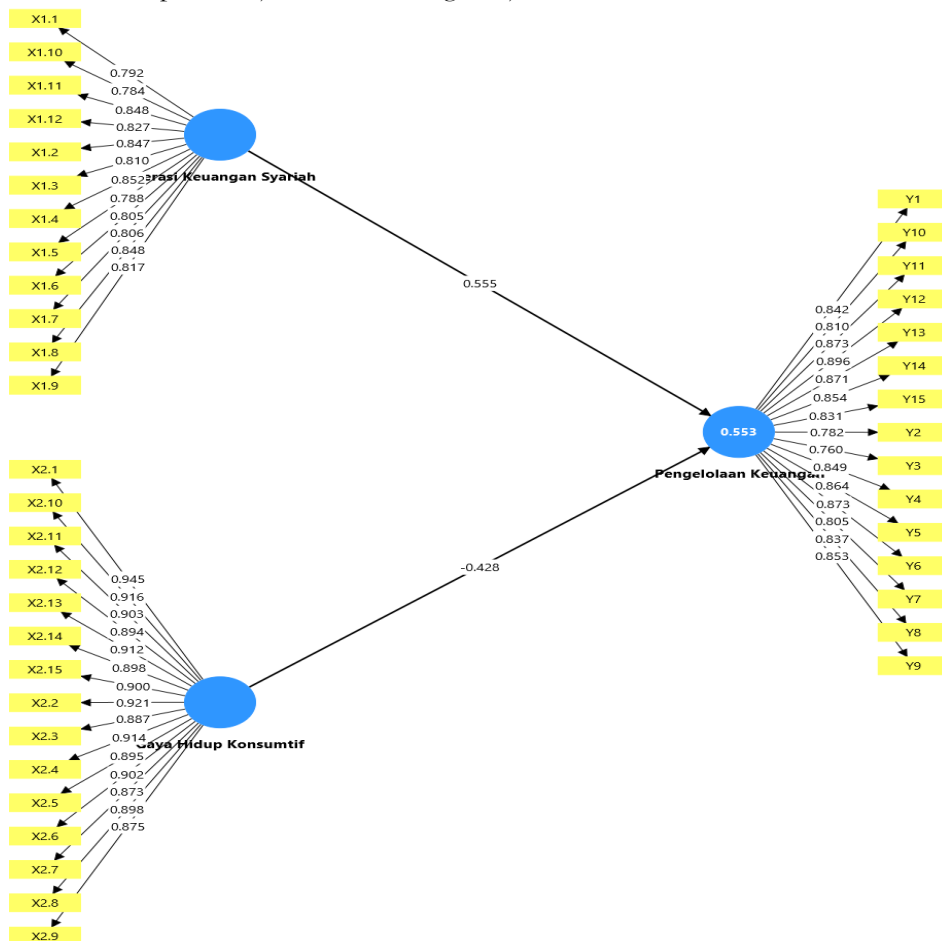 X1.1
X1.10
X1.11
X1.12
X1.2
X1.3
X1.4
X1.5
X1.6
X1.7
X1.8
X1.9
0.792
0.784
0.848
0.827
0.847
0.810
0.852
0.788
0.805
0.806
0.848
0.817
Keuangan Syariah
0.555
X2.1
X2.10
X2.11
X2.12
X2.13
X2.14
X2.15
X2.2
X2.3
X2.4
X2.5
X2.6
X2.7
X2.8
X2.9
0.945
0.916
0.903
0.894
0.912
0.898
0.900
0.921
0.887
0.914
0.895
0.902
0.873
0.898
0.875
Hidup Konsumtif
-0.428
0.553
Pengelolaan Keuangan
0.842
0.810
0.873
0.896
0.871
0.854
0.831
0.782
0.760
0.849
0.864
0.873
0.805
0.837
0.853
Y1
Y10
Y11
Y12
Y13
Y14
Y15
Y2
Y3
Y4
Y5
Y6
Y7
Y8
Y9